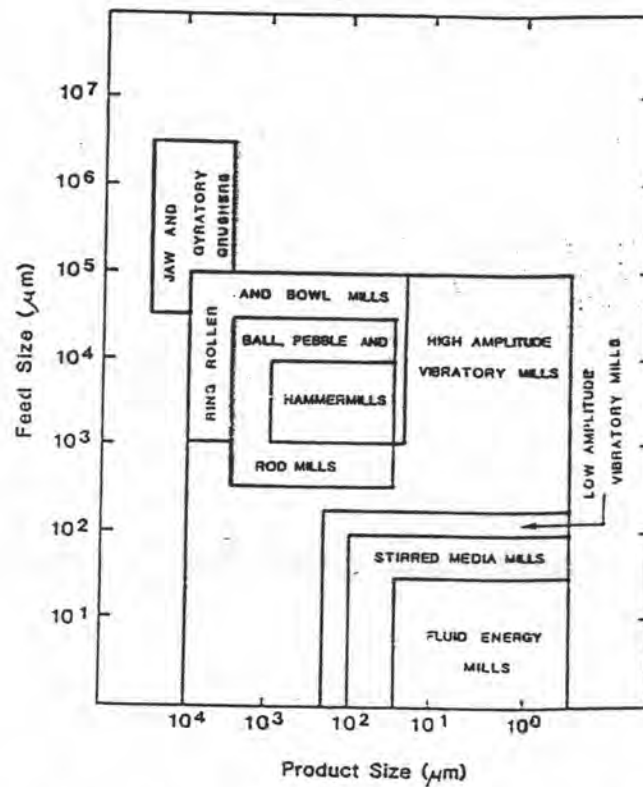 10⁷
10⁶
10⁵
10⁴
10³
10²
10¹
Feed Size (μm)
JAW AND
GYRATORY
CRUSHERS
RING ROLLER
AND BOWL MILLS
BALL, PEBBLE AND
HAMMERMILLS
ROD MILLS
HIGH AMPLITUDE
VIBRATORY MILLS
LOW AMPLITUDE
VIBRATORY MILLS
STIRRED MEDIA MILLS
FLUID ENERGY
MILLS
10⁴ 10³ 10² 10¹ 10⁰
Product Size (μm)